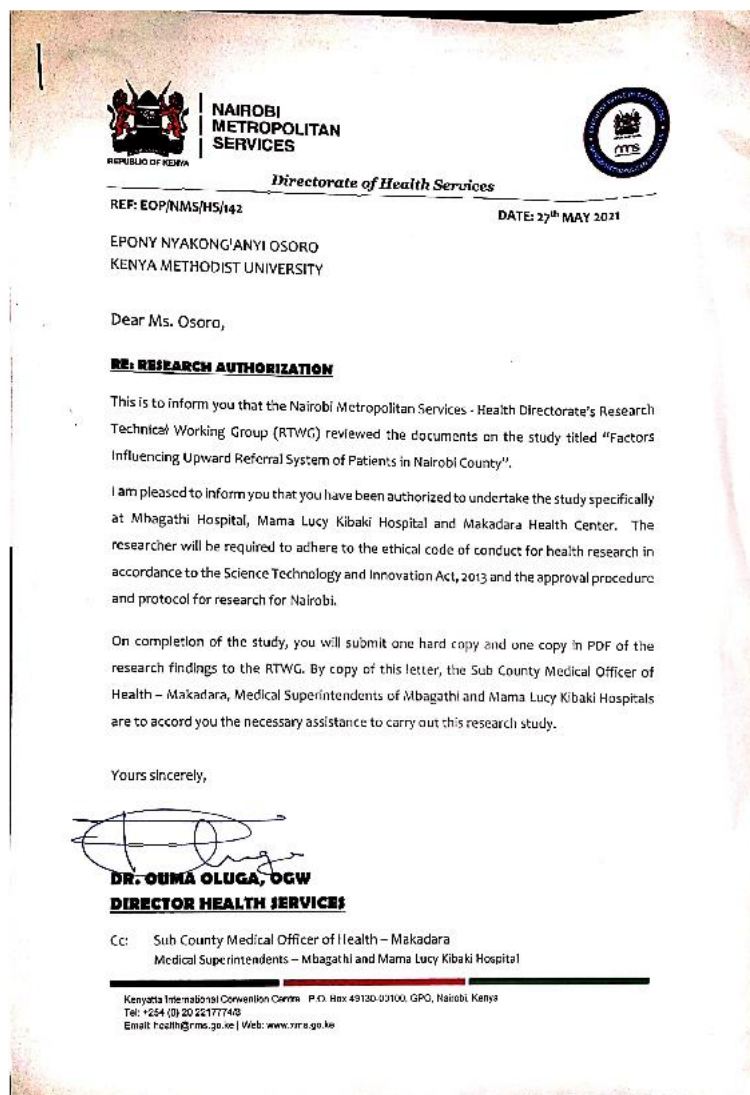 NAIROBI
METROPOLITAN
SERVICES
REPUBLIC OF KENYA
nms
Directorate of Health Services
REF: EOP/NMS/HS/142
DATE: 27th MAY 2021
EPONY NYAKONG'ANYI OSORO
KENYA METHODIST UNIVERSITY
Dear Ms. Osoro,
RE: RESEARCH AUTHORIZATION
This is to inform you that the Nairobi Metropolitan Services - Health Directorate's Research
Technical Working Group (RTWG) reviewed the documents on the study titled "Factors
Influencing Upward Referral System of Patients in Nairobi County".
I am pleased to inform you that you have been authorized to undertake the study specifically
at Mbagathi Hospital, Mama Lucy Kibaki Hospital and Makadara Health Center. The
researcher will be required to adhere to the ethical code of conduct for health research in
accordance to the Science Technology and Innovation Act, 2013 and the approval procedure
and protocol for research for Nairobi.
On completion of the study, you will submit one hard copy and one copy in PDF of the
research findings to the RTWG. By copy of this letter, the Sub County Medical Officer of
Health – Makadara, Medical Superintendents of Mbagathi and Mama Lucy Kibaki Hospitals
are to accord you the necessary assistance to carry out this research study.
Yours sincerely,
DR. OUMA OLUGA, OGW
DIRECTOR HEALTH SERVICES
Cc: Sub County Medical Officer of Health – Makadara
Medical Superintendents – Mbagathi and Mama Lucy Kibaki Hospital
Kenyatta International Convention Centre P.O. Box 49130-00100, GPO, Nairobi, Kenya
Tel: +254 (0) 20 2217774/3
Email: health@nms.go.ke | Web: www.nms.go.ke